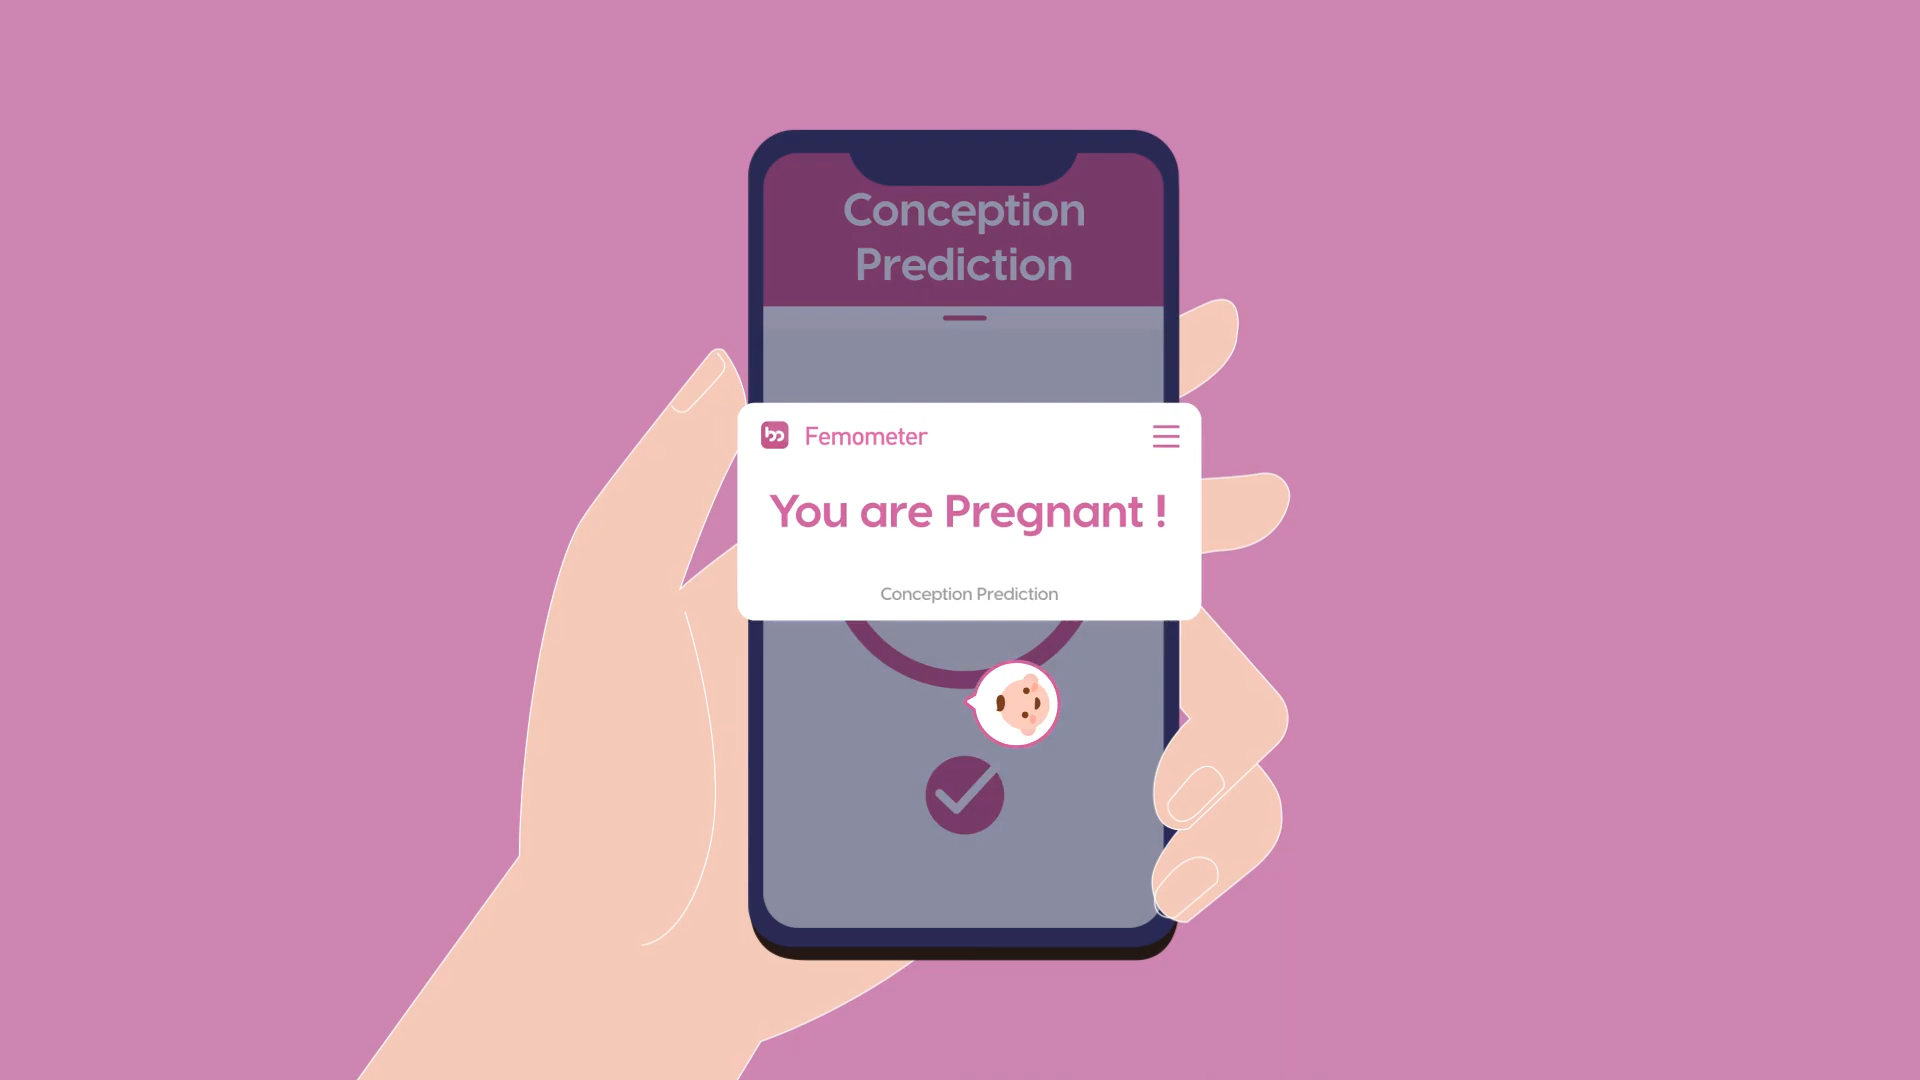 Conception
Prediction
Femometer
You are Pregnant !
Conception Prediction